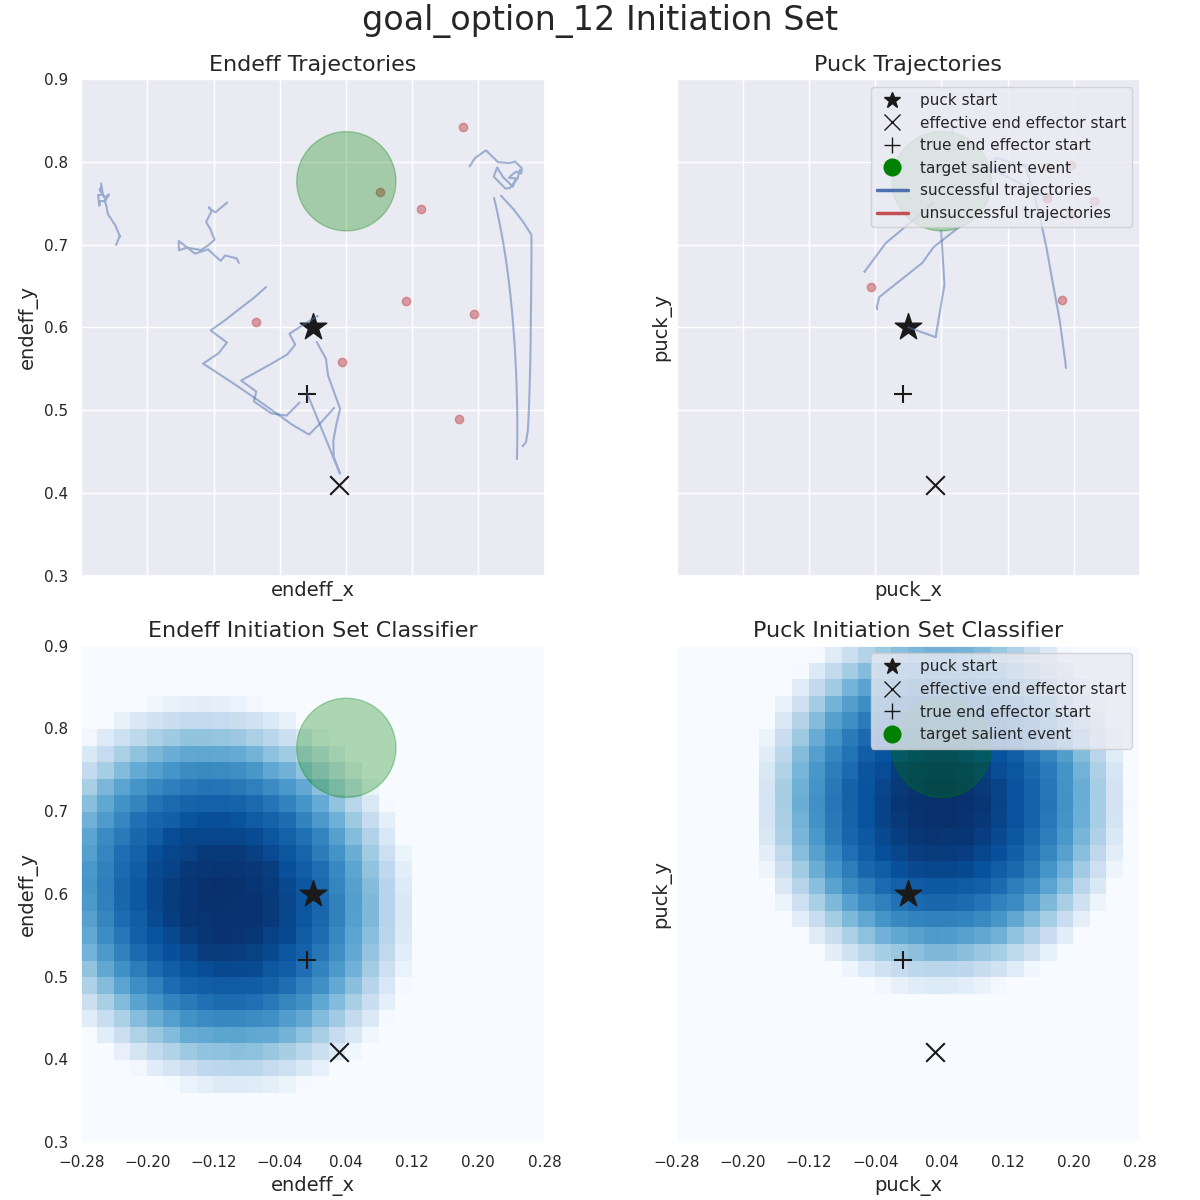 goal_option_12 Initiation Set
Endeff Trajectories
0.9
0.8
0.7
0.6
0.5
0.4
0.3
endeff_y
endeff_x
Puck Trajectories
puck start
effective end effector start
true end effector start
target salient event
successful trajectories
unsuccessful trajectories
puck_y
puck_x
Endeff Initiation Set Classifier
0.9
0.8
0.7
0.6
0.5
0.4
0.3
endeff_y
−0.28 −0.20 −0.12 −0.04 0.04 0.12 0.20 0.28
endeff_x
Puck Initiation Set Classifier
puck start
effective end effector start
true end effector start
target salient event
puck_y
−0.28 −0.20 −0.12 −0.04 0.04 0.12 0.20 0.28
puck_x